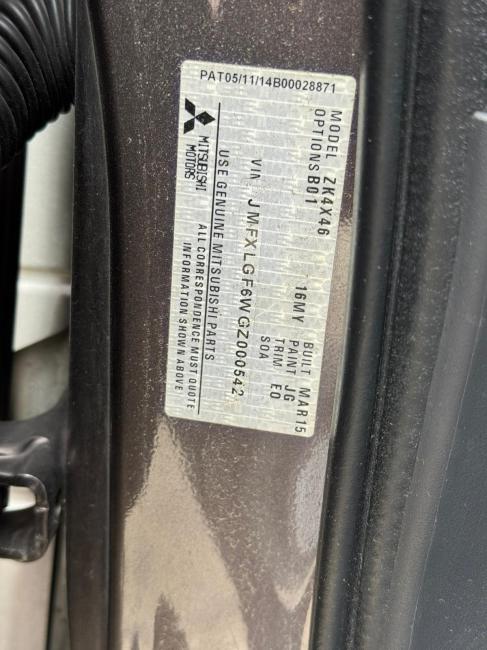 PAT05/11/14B00028871
MODEL ZK4X46 16MY BUILT MAR15
OPTIONS B01 PAINT JG
TRIM EO
SOA
VIN JMFXLGF6WGZ000542
USE GENUINE MITSUBISHI PARTS
MITSUBISHI
MOTORS
ALL CORRESPONDENCE MUST QUOTE
INFORMATION SHOWN ABOVE